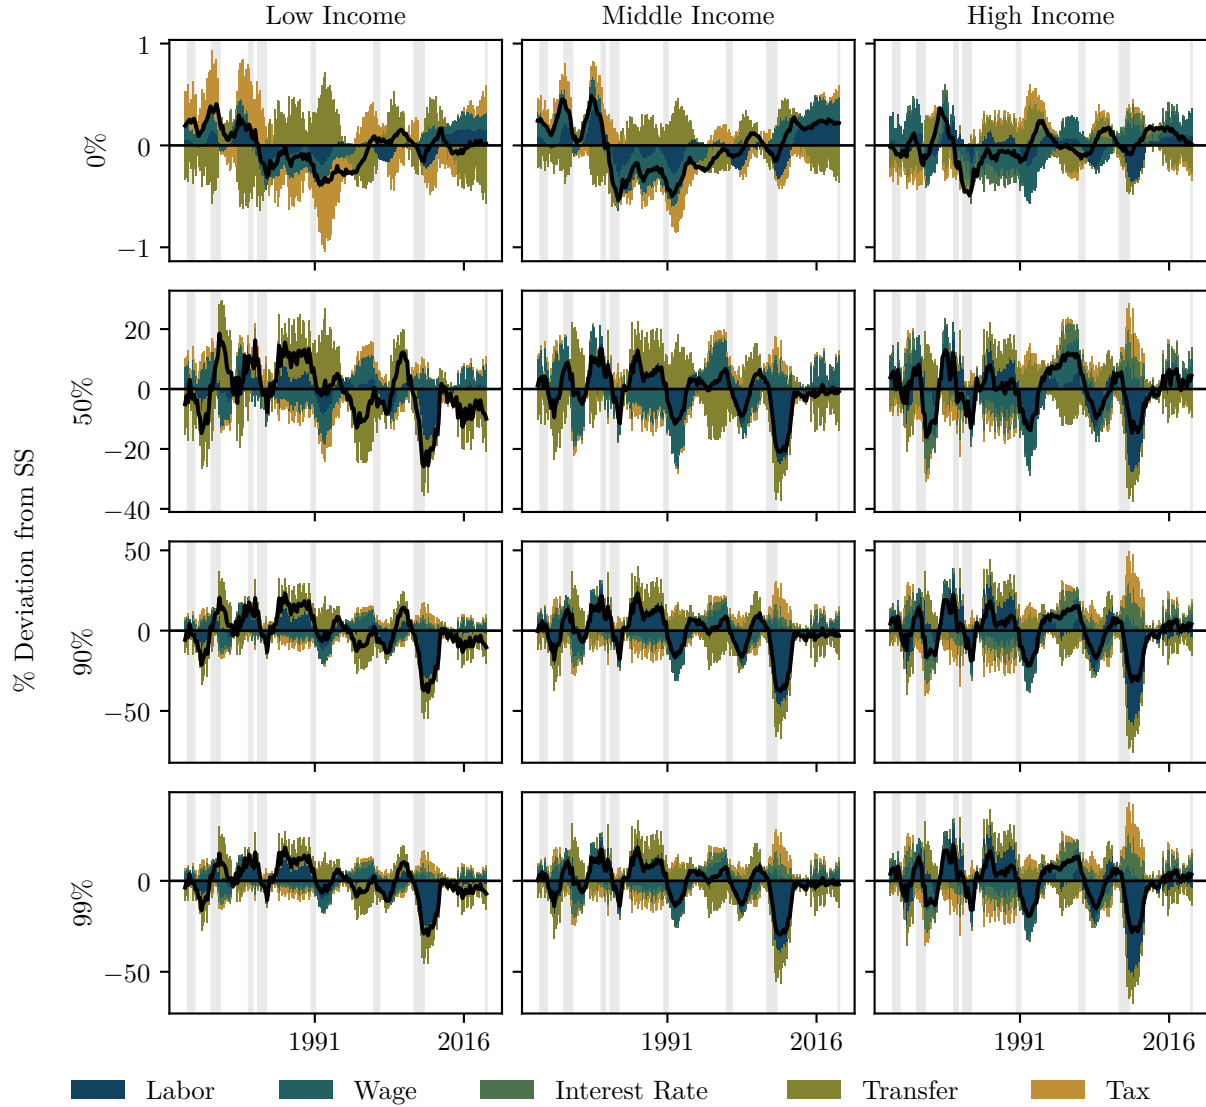 Low Income
Middle Income
High Income
% Deviation from SS
0%
1
0
−1
50%
20
0
−20
−40
90%
50
0
−50
99%
0
−50
1991
2016
1991
2016
1991
2016
Labor
Wage
Interest Rate
Transfer
Tax